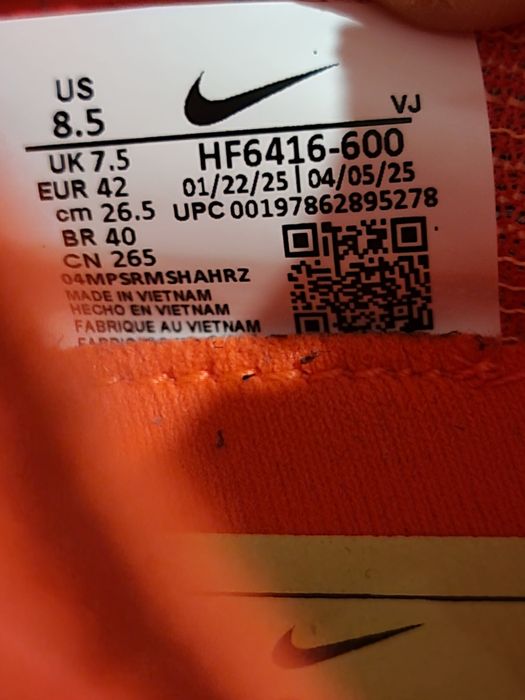 US
8.5
VJ
UK 7.5
HF6416-600
EUR 42
01/22/25 | 04/05/25
cm 26.5
UPC 00197862895278
BR 40
CN 265
04MPSRMSHAHRZ
MADE IN VIETNAM
HECHO EN VIETNAM
FABRIQUE AU VIETNAM